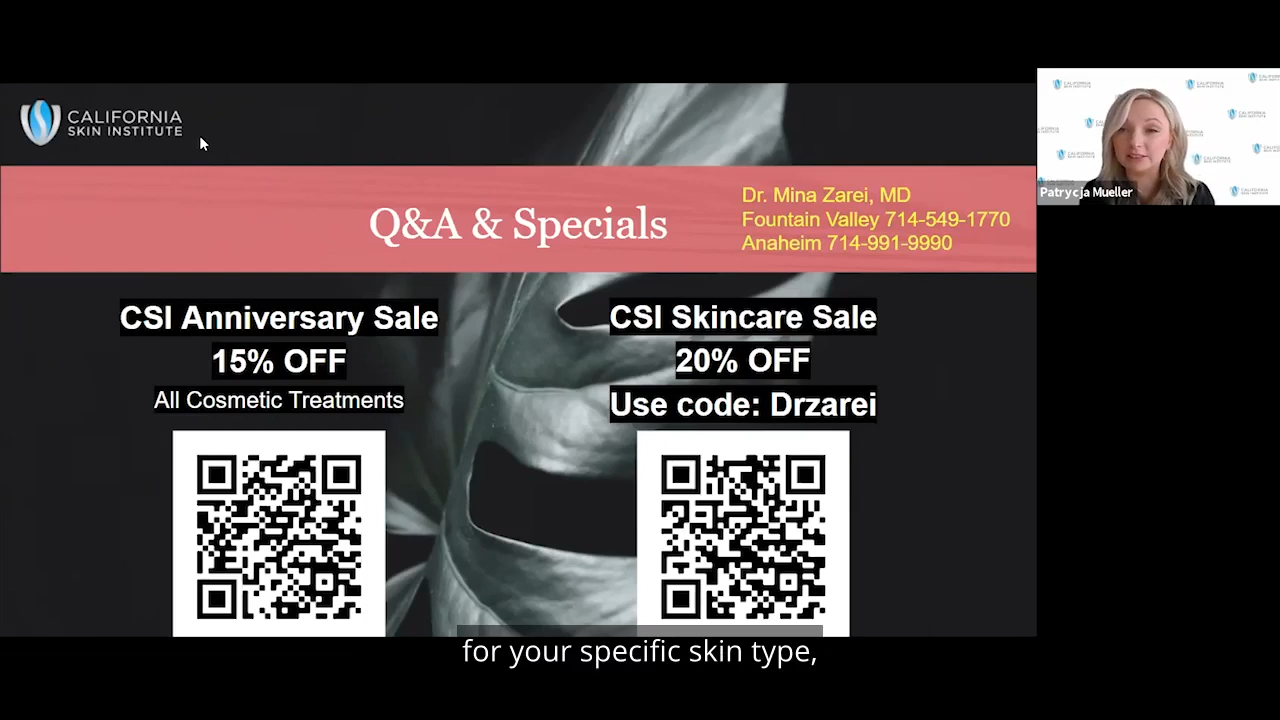 CALIFORNIA
SKIN INSTITUTE
Q&A & Specials
Dr. Mina Zarei, MD
Fountain Valley 714-549-1770
Anaheim 714-991-9990
CSI Anniversary Sale
15% OFF
All Cosmetic Treatments
CSI Skincare Sale
20% OFF
Use code: Drzarei
Patrycja Mueller
for your specific skin type,